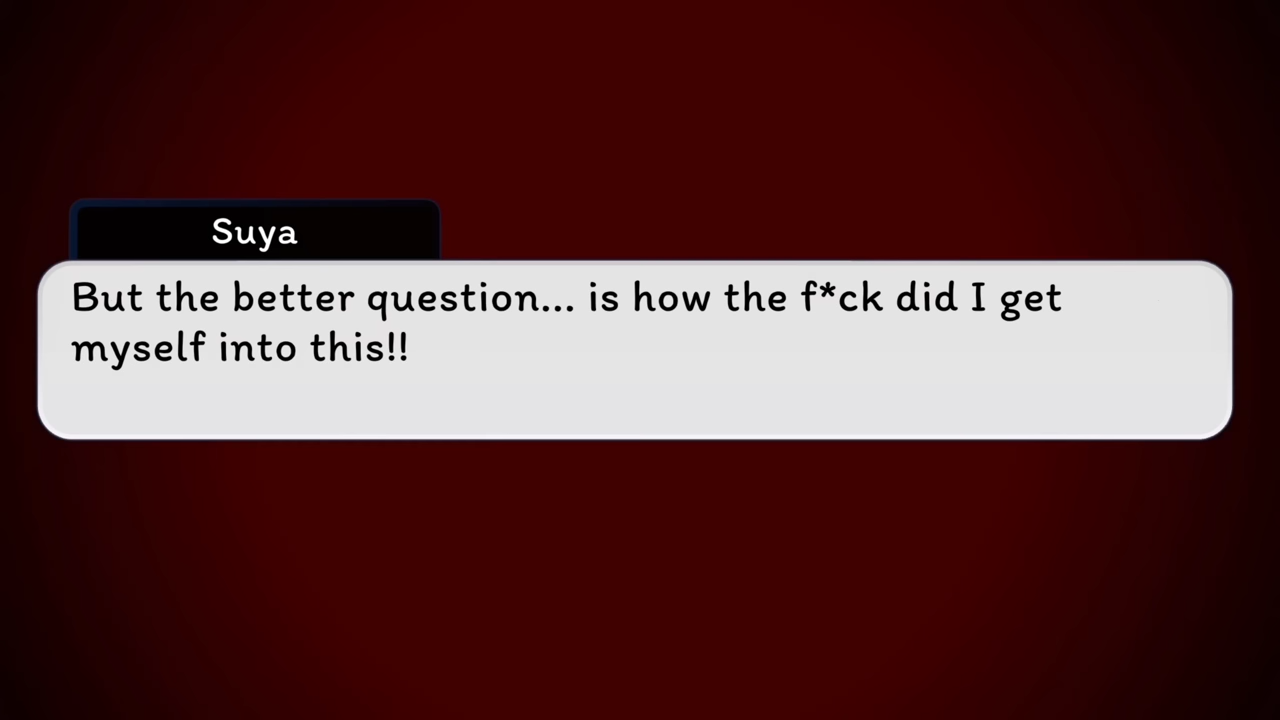 Suya
But the better question... is how the f*ck did I get
myself into this!!